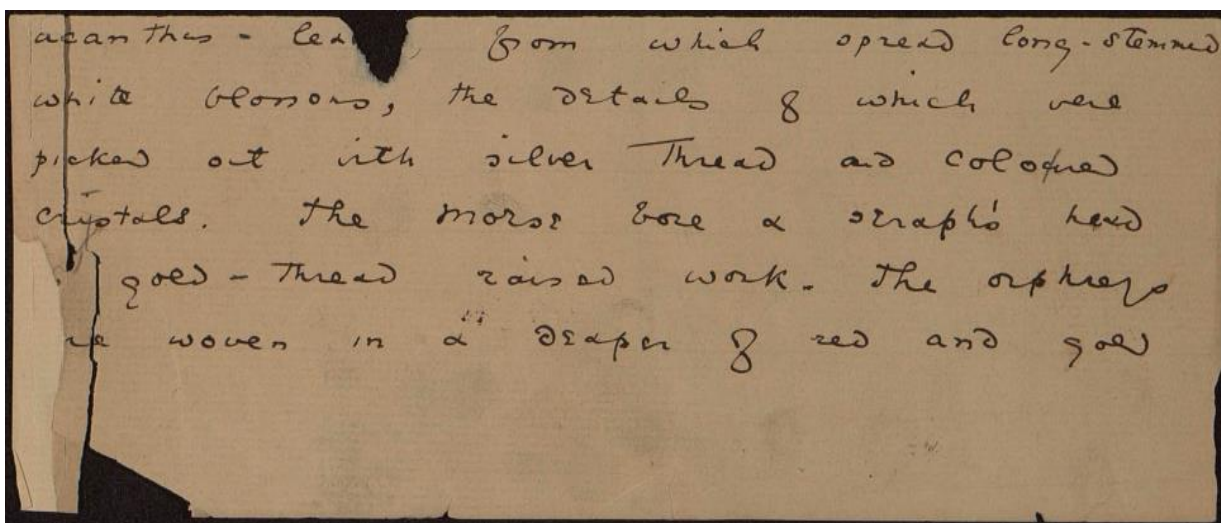 acanthus - lea , from which spread long-stemmed
white blossoms, the details of which were
picked out with silver Thread and coloured
crystals. The morse bore a seraph's head
gold - Thread raised work. The orphreys
woven in a diaper of red and gold